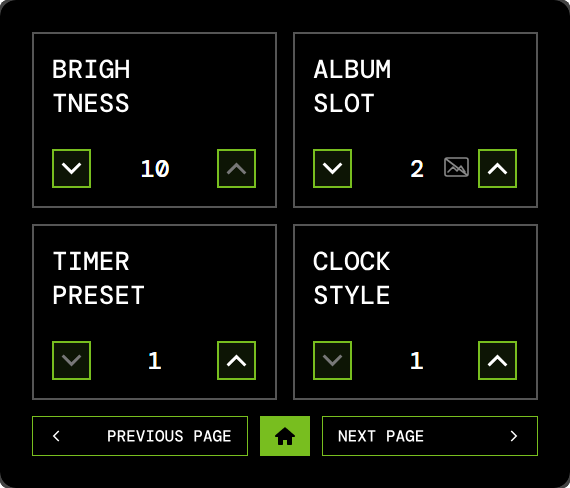 BRIGH
TNESS
10
ALBUM
SLOT
2
TIMER
PRESET
1
CLOCK
STYLE
1
PREVIOUS PAGE
NEXT PAGE